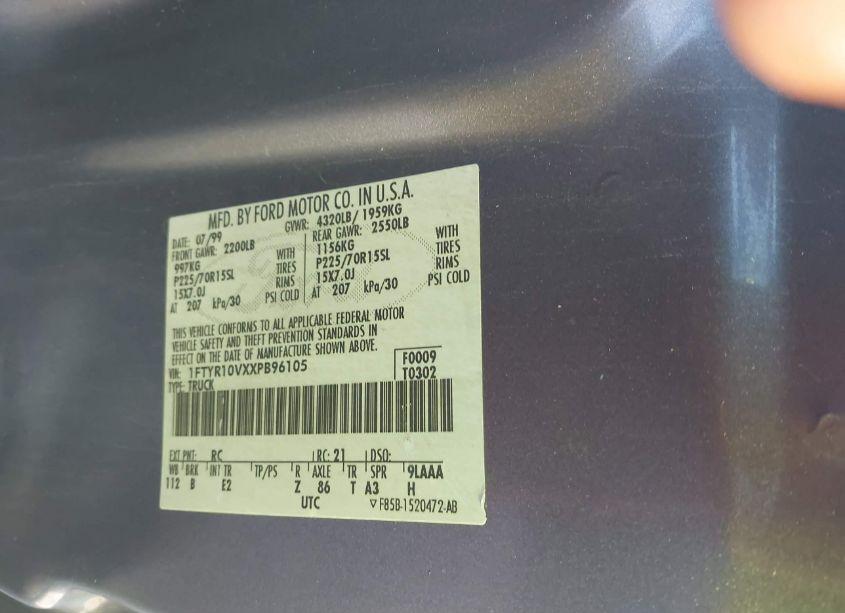 MFD. BY FORD MOTOR CO. IN U.S.A.
DATE: 07/99 GVWR: 4320LB/ 1959KG
FRONT GAWR: 2200LB REAR GAWR: 2550LB
997KG WITH 1156KG WITH
P225/70R15SL TIRES P225/70R15SL TIRES
15X7.0J RIMS 15X7.0J RIMS
AT 207 kPa/30 PSI COLD AT 207 kPa/30 PSI COLD
THIS VEHICLE CONFORMS TO ALL APPLICABLE FEDERAL MOTOR
VEHICLE SAFETY AND THEFT PREVENTION STANDARDS IN
EFFECT ON THE DATE OF MANUFACTURE SHOWN ABOVE.
VIN: 1FTYR10VXXPB96105 F0009
TYPE: TRUCK T0302
EXT PNT: RC RC: 21 DSO:
WB BRK INT TR TP/PS R AXLE TR SPR 9LAAA
112 B E2 Z 86 T A3 H
UTC ▽ F85B-1520472-AB